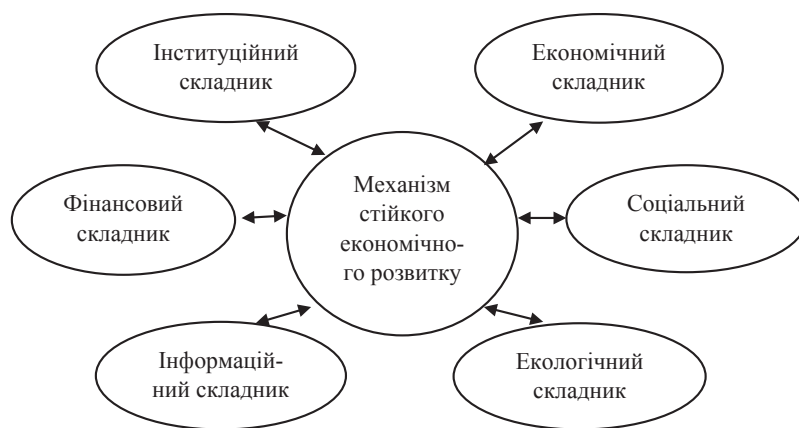 Інституційний
складник
Економічний
складник
Фінансовий
складник
Механізм
стійкого
економічно-
го розвитку
Соціальний
складник
Інформацій-
ний складник
Екологічний
складник